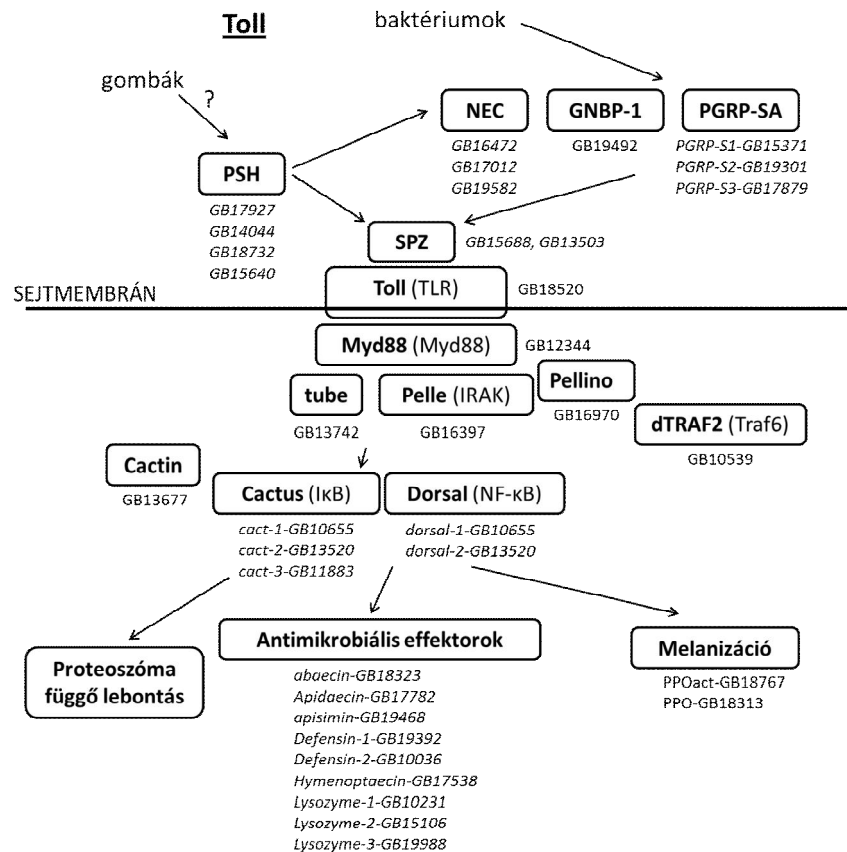 Toll
baktériumok
gombák
?
NEC
GNBP-1
PGRP-SA
GB16472
GB17012
GB19582
GB19492
PGRP-S1-GB15371
PGRP-S2-GB19301
PGRP-S3-GB17879
PSH
GB17927
GB14044
GB18732
GB15640
SPZ
GB15688, GB13503
SEJTMEMBRÁN
Toll (TLR)
GB18520
Myd88 (Myd88)
GB12344
tube
GB13742
Pelle (IRAK)
GB16397
Pellino
GB16970
dTRAF2 (Traf6)
GB10539
Cactin
GB13677
Cactus (IκB)
cact-1-GB10655
cact-2-GB13520
cact-3-GB11883
Dorsal (NF-κB)
dorsal-1-GB10655
dorsal-2-GB13520
Proteoszóma
függő lebontás
Antimikrobiális effektorok
abaecin-GB18323
Apidaecin-GB17782
apisimin-GB19468
Defensin-1-GB19392
Defensin-2-GB10036
Hymenoptaecin-GB17538
Lysozyme-1-GB10231
Lysozyme-2-GB15106
Lysozyme-3-GB19988
Melanizáció
PPOact-GB18767
PPO-GB18313